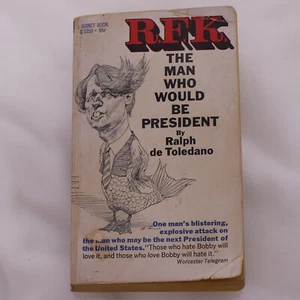 SIGNET BOOK
RFK
THE
MAN
WHO
WOULD
BE
PRESIDENT
By
Ralph
de Toledano
One man's blistering,
explosive attack on
the man who may be the next President of
the United States. "Those who hate Bobby will
love it, and those who love Bobby will hate it."
Worcester Telegram